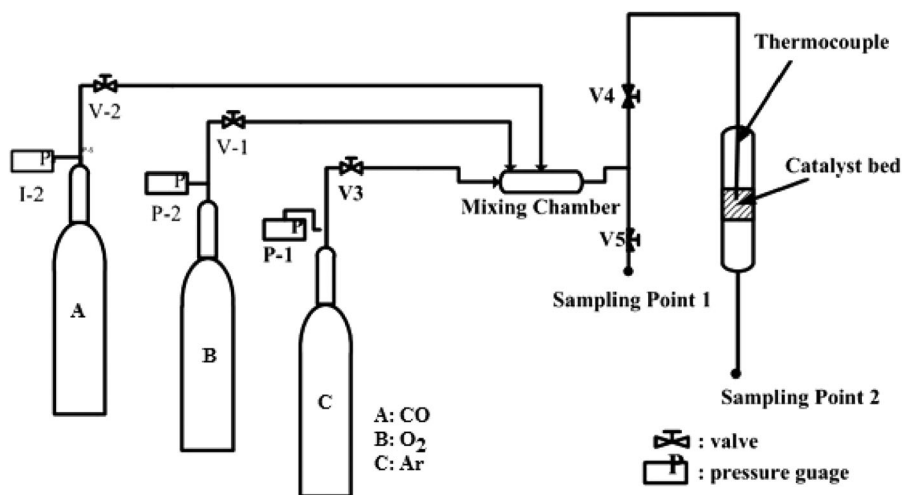 Thermocouple
V-2
V4
V-1
P
P-5
Catalyst bed
I-2
P
P-2
V3
Mixing Chamber
P
P-1
V5
Sampling Point 1
A
B
Sampling Point 2
C
A: CO
B: O2
C: Ar
: valve
P
: pressure guage